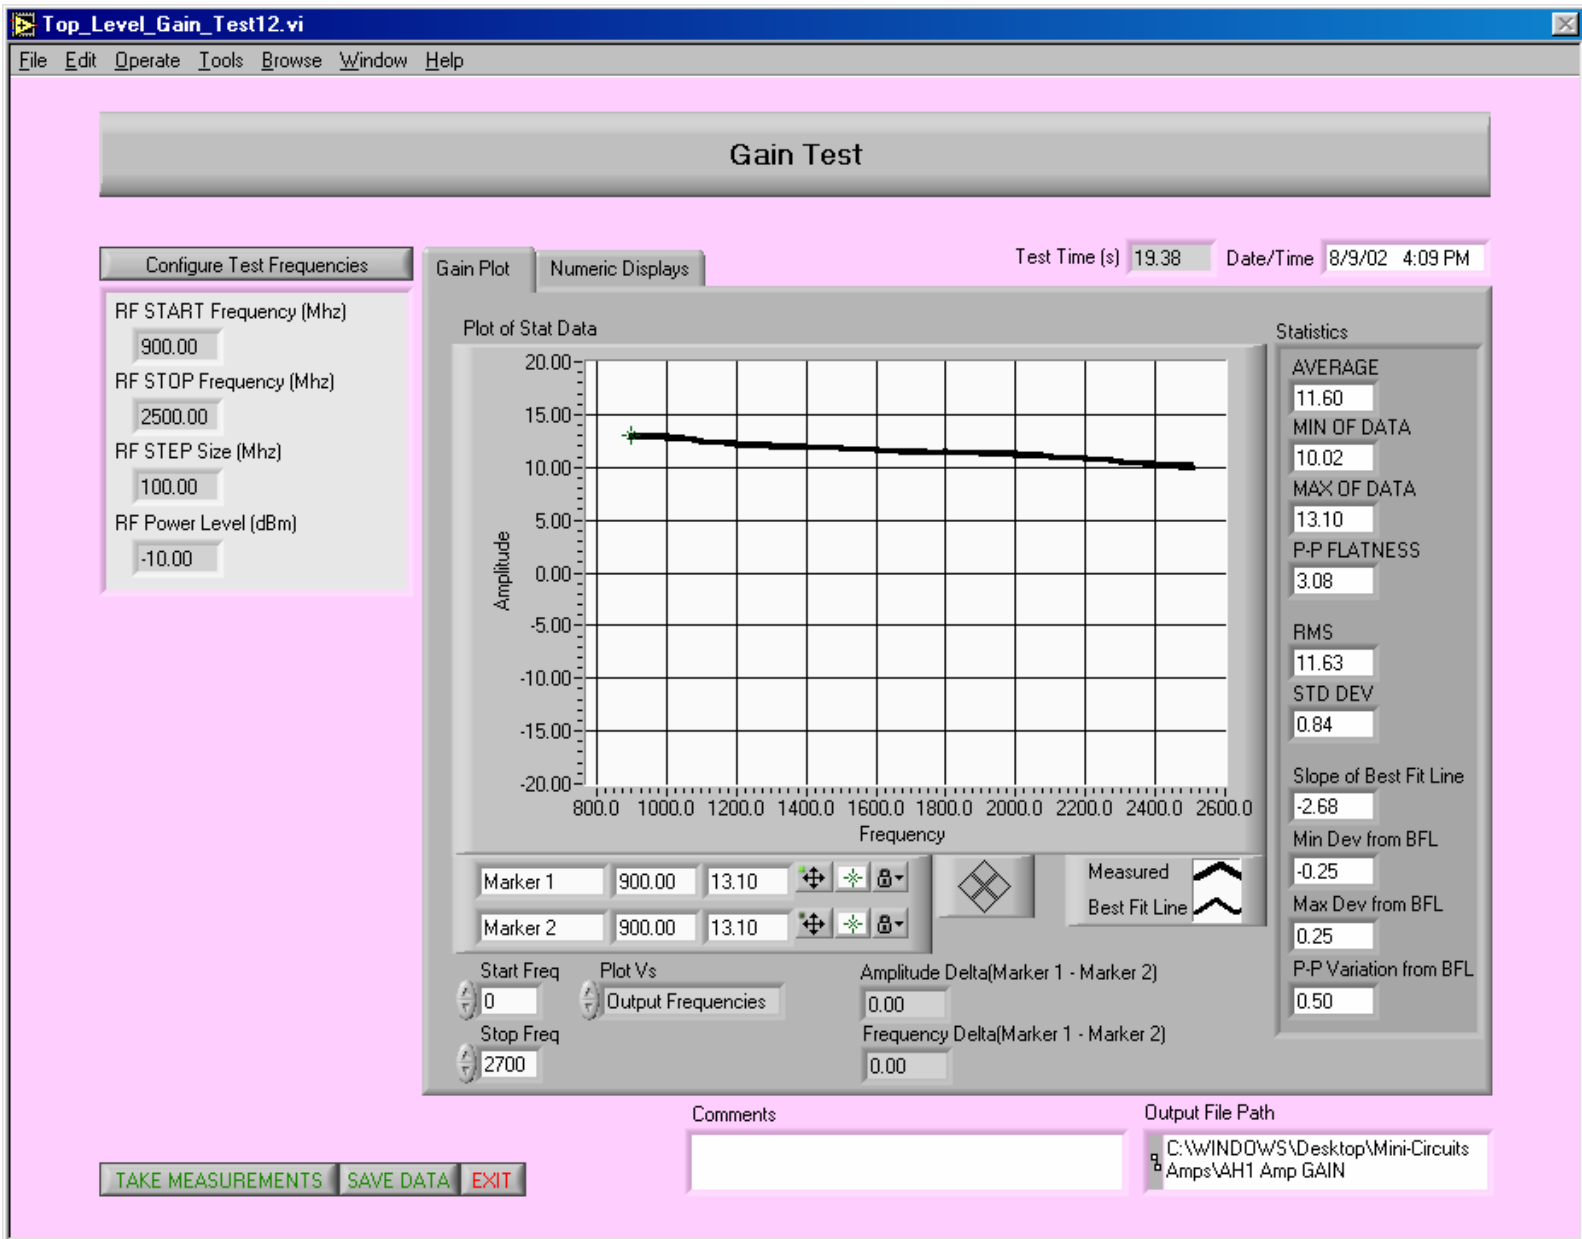 Top_Level_Gain_Test12.vi
File Edit Operate Tools Browse Window Help
Gain Test
Configure Test Frequencies
RF START Frequency (Mhz)
900.00
RF STOP Frequency (Mhz)
2500.00
RF STEP Size (Mhz)
100.00
RF Power Level (dBm)
-10.00
Gain Plot
Numeric Displays
Test Time (s) 19.38
Date/Time 8/9/02 4:09 PM
Plot of Stat Data
20.00
15.00
10.00
5.00
0.00
-5.00
-10.00
-15.00
-20.00
Amplitude
800.0 1000.0 1200.0 1400.0 1600.0 1800.0 2000.0 2200.0 2400.0 2600.0
Frequency
Marker 1 900.00 13.10
Marker 2 900.00 13.10
Measured
Best Fit Line
Start Freq
0
Stop Freq
2700
Plot Vs
Output Frequencies
Amplitude Delta(Marker 1 - Marker 2)
0.00
Frequency Delta(Marker 1 - Marker 2)
0.00
Statistics
AVERAGE
11.60
MIN OF DATA
10.02
MAX OF DATA
13.10
P-P FLATNESS
3.08
RMS
11.63
STD DEV
0.84
Slope of Best Fit Line
-2.68
Min Dev from BFL
-0.25
Max Dev from BFL
0.25
P-P Variation from BFL
0.50
Comments
Output File Path
C:\WINDOWS\Desktop\Mini-Circuits
Amps\AH1 Amp GAIN
TAKE MEASUREMENTS SAVE DATA EXIT